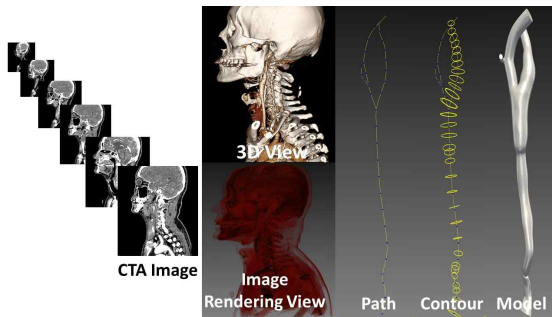 CTA Image
3D View
Image
Rendering View
Path
Contour
Model